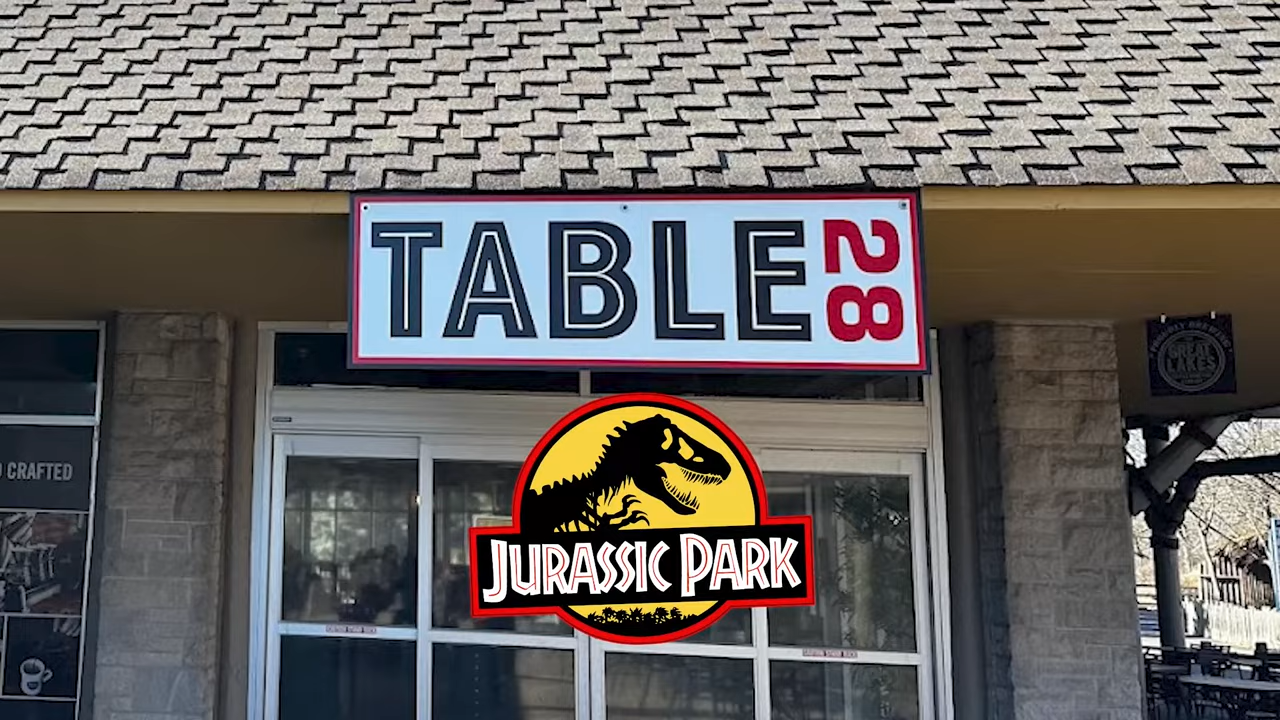 TABLE 28
GREAT
LAKES
CRAFTED
JURASSIC PARK